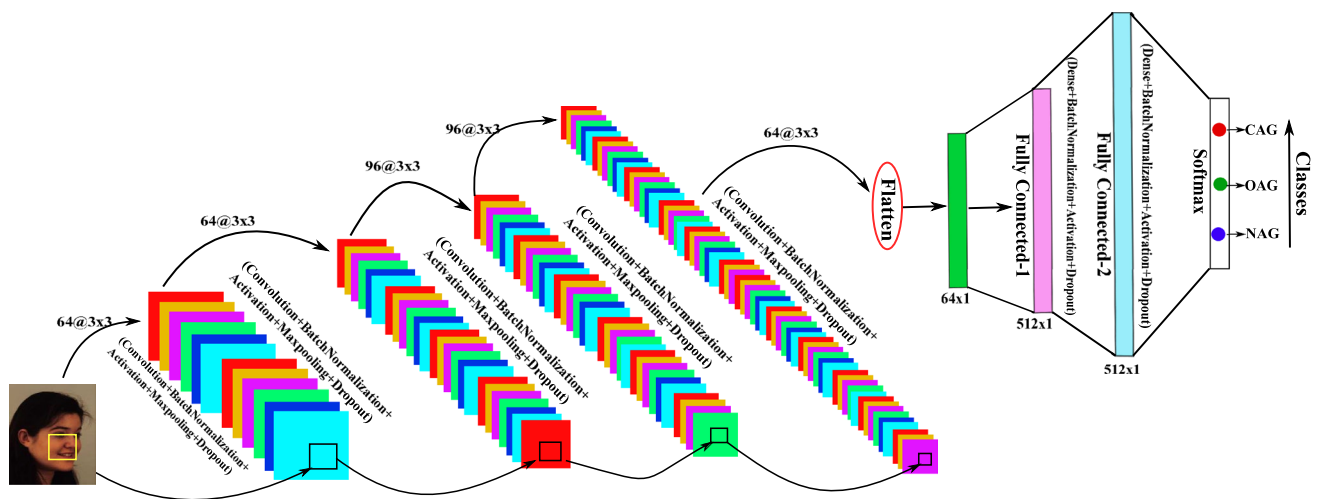 64@3x3
(Convolution+BatchNormalization+
Activation+Maxpooling+Dropout)
64@3x3
(Convolution+BatchNormalization+
Activation+Maxpooling+Dropout)
96@3x3
(Convolution+BatchNormalization+
Activation+Maxpooling+Dropout)
96@3x3
(Convolution+BatchNormalization+
Activation+Maxpooling+Dropout)
64@3x3
(Convolution+BatchNormalization+
Activation+Maxpooling+Dropout)
Flatten
64x1
Fully Connected-1
(Dense+BatchNormalization+Activation+Dropout)
512x1
Fully Connected-2
(Dense+BatchNormalization+Activation+Dropout)
512x1
Softmax
CAG
OAG
NAG
Classes